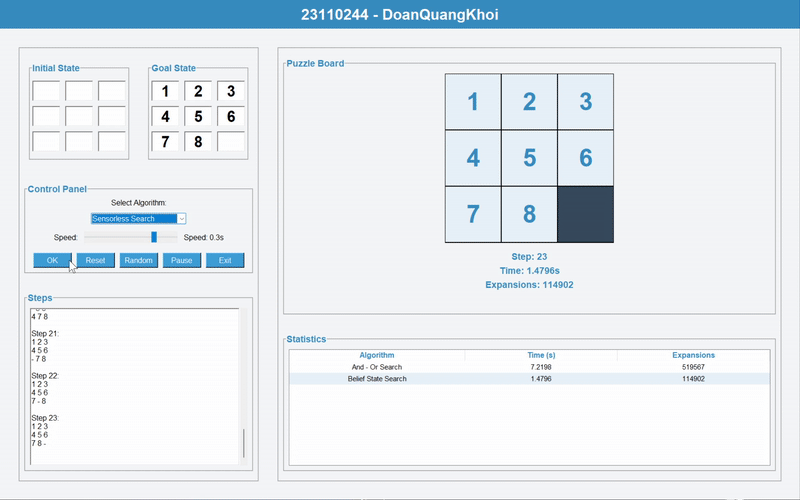 23110244 - DoanQuangKhoi
Initial State
Goal State
1 2 3
4 5 6
7 8
Control Panel
Select Algorithm:
Sensorless Search
Speed:
Speed: 0.3s
OK
Reset
Random
Pause
Exit
Steps
4 7 8
Step 21:
1 2 3
4 5 6
- 7 8
Step 22:
1 2 3
4 5 6
7 - 8
Step 23:
1 2 3
4 5 6
7 8 -
Puzzle Board
1 2 3
4 5 6
7 8
Step: 23
Time: 1.4796s
Expansions: 114902
Statistics
Algorithm Time (s) Expansions
And - Or Search 7.2198 519567
Belief State Search 1.4796 114902